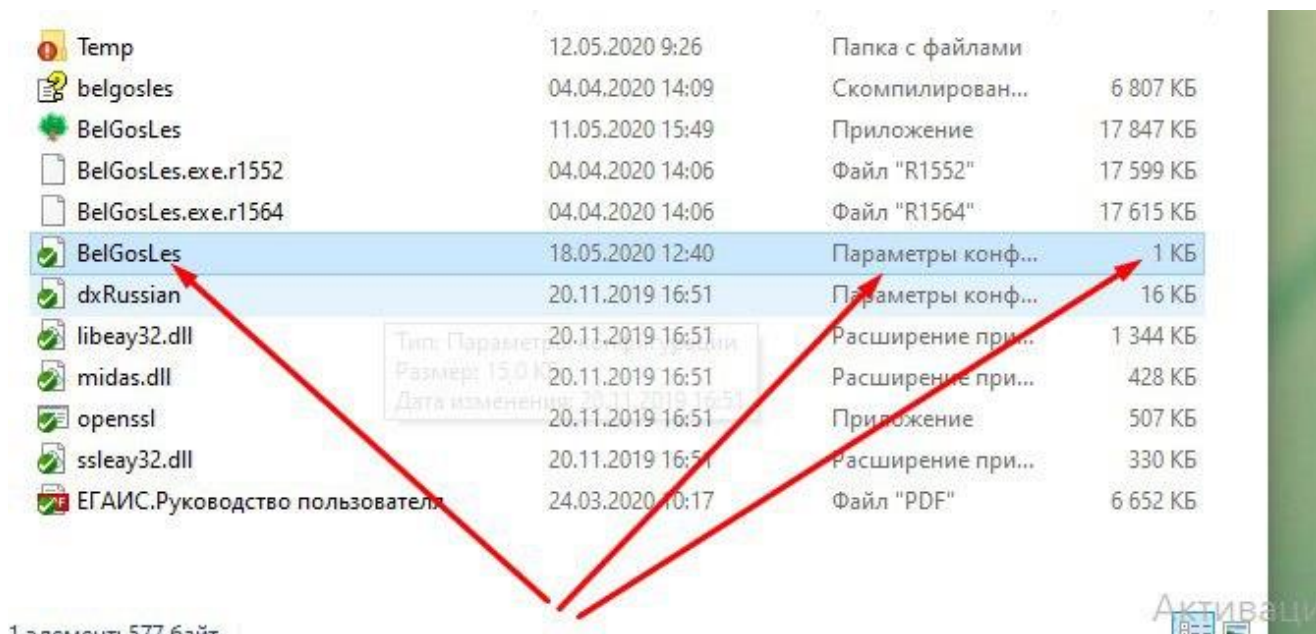 Temp 12.05.2020 9:26 Папка с файлами
belgosles 04.04.2020 14:09 Скомпилирован... 6 807 КБ
BelGosLes 11.05.2020 15:49 Приложение 17 847 КБ
BelGosLes.exe.r1552 04.04.2020 14:06 Файл "R1552" 17 599 КБ
BelGosLes.exe.r1564 04.04.2020 14:06 Файл "R1564" 17 615 КБ
BelGosLes 18.05.2020 12:40 Параметры конф... 1 КБ
dxRussian 20.11.2019 16:51 Параметры конф... 16 КБ
libeay32.dll 20.11.2019 16:51 Расширение при... 1 344 КБ
Тип: Параметры конфигурации
midas.dll 20.11.2019 16:51 Расширение при... 428 КБ
Размер: 15,0 КБ
Дата изменения: 20.11.2019 16:51
openssl 20.11.2019 16:51 Приложение 507 КБ
ssleay32.dll 20.11.2019 16:51 Расширение при... 330 КБ
ЕГАИС.Руководство пользователя 24.03.2020 10:17 Файл "PDF" 6 652 КБ
1 элемент: 577 байт
Активаци